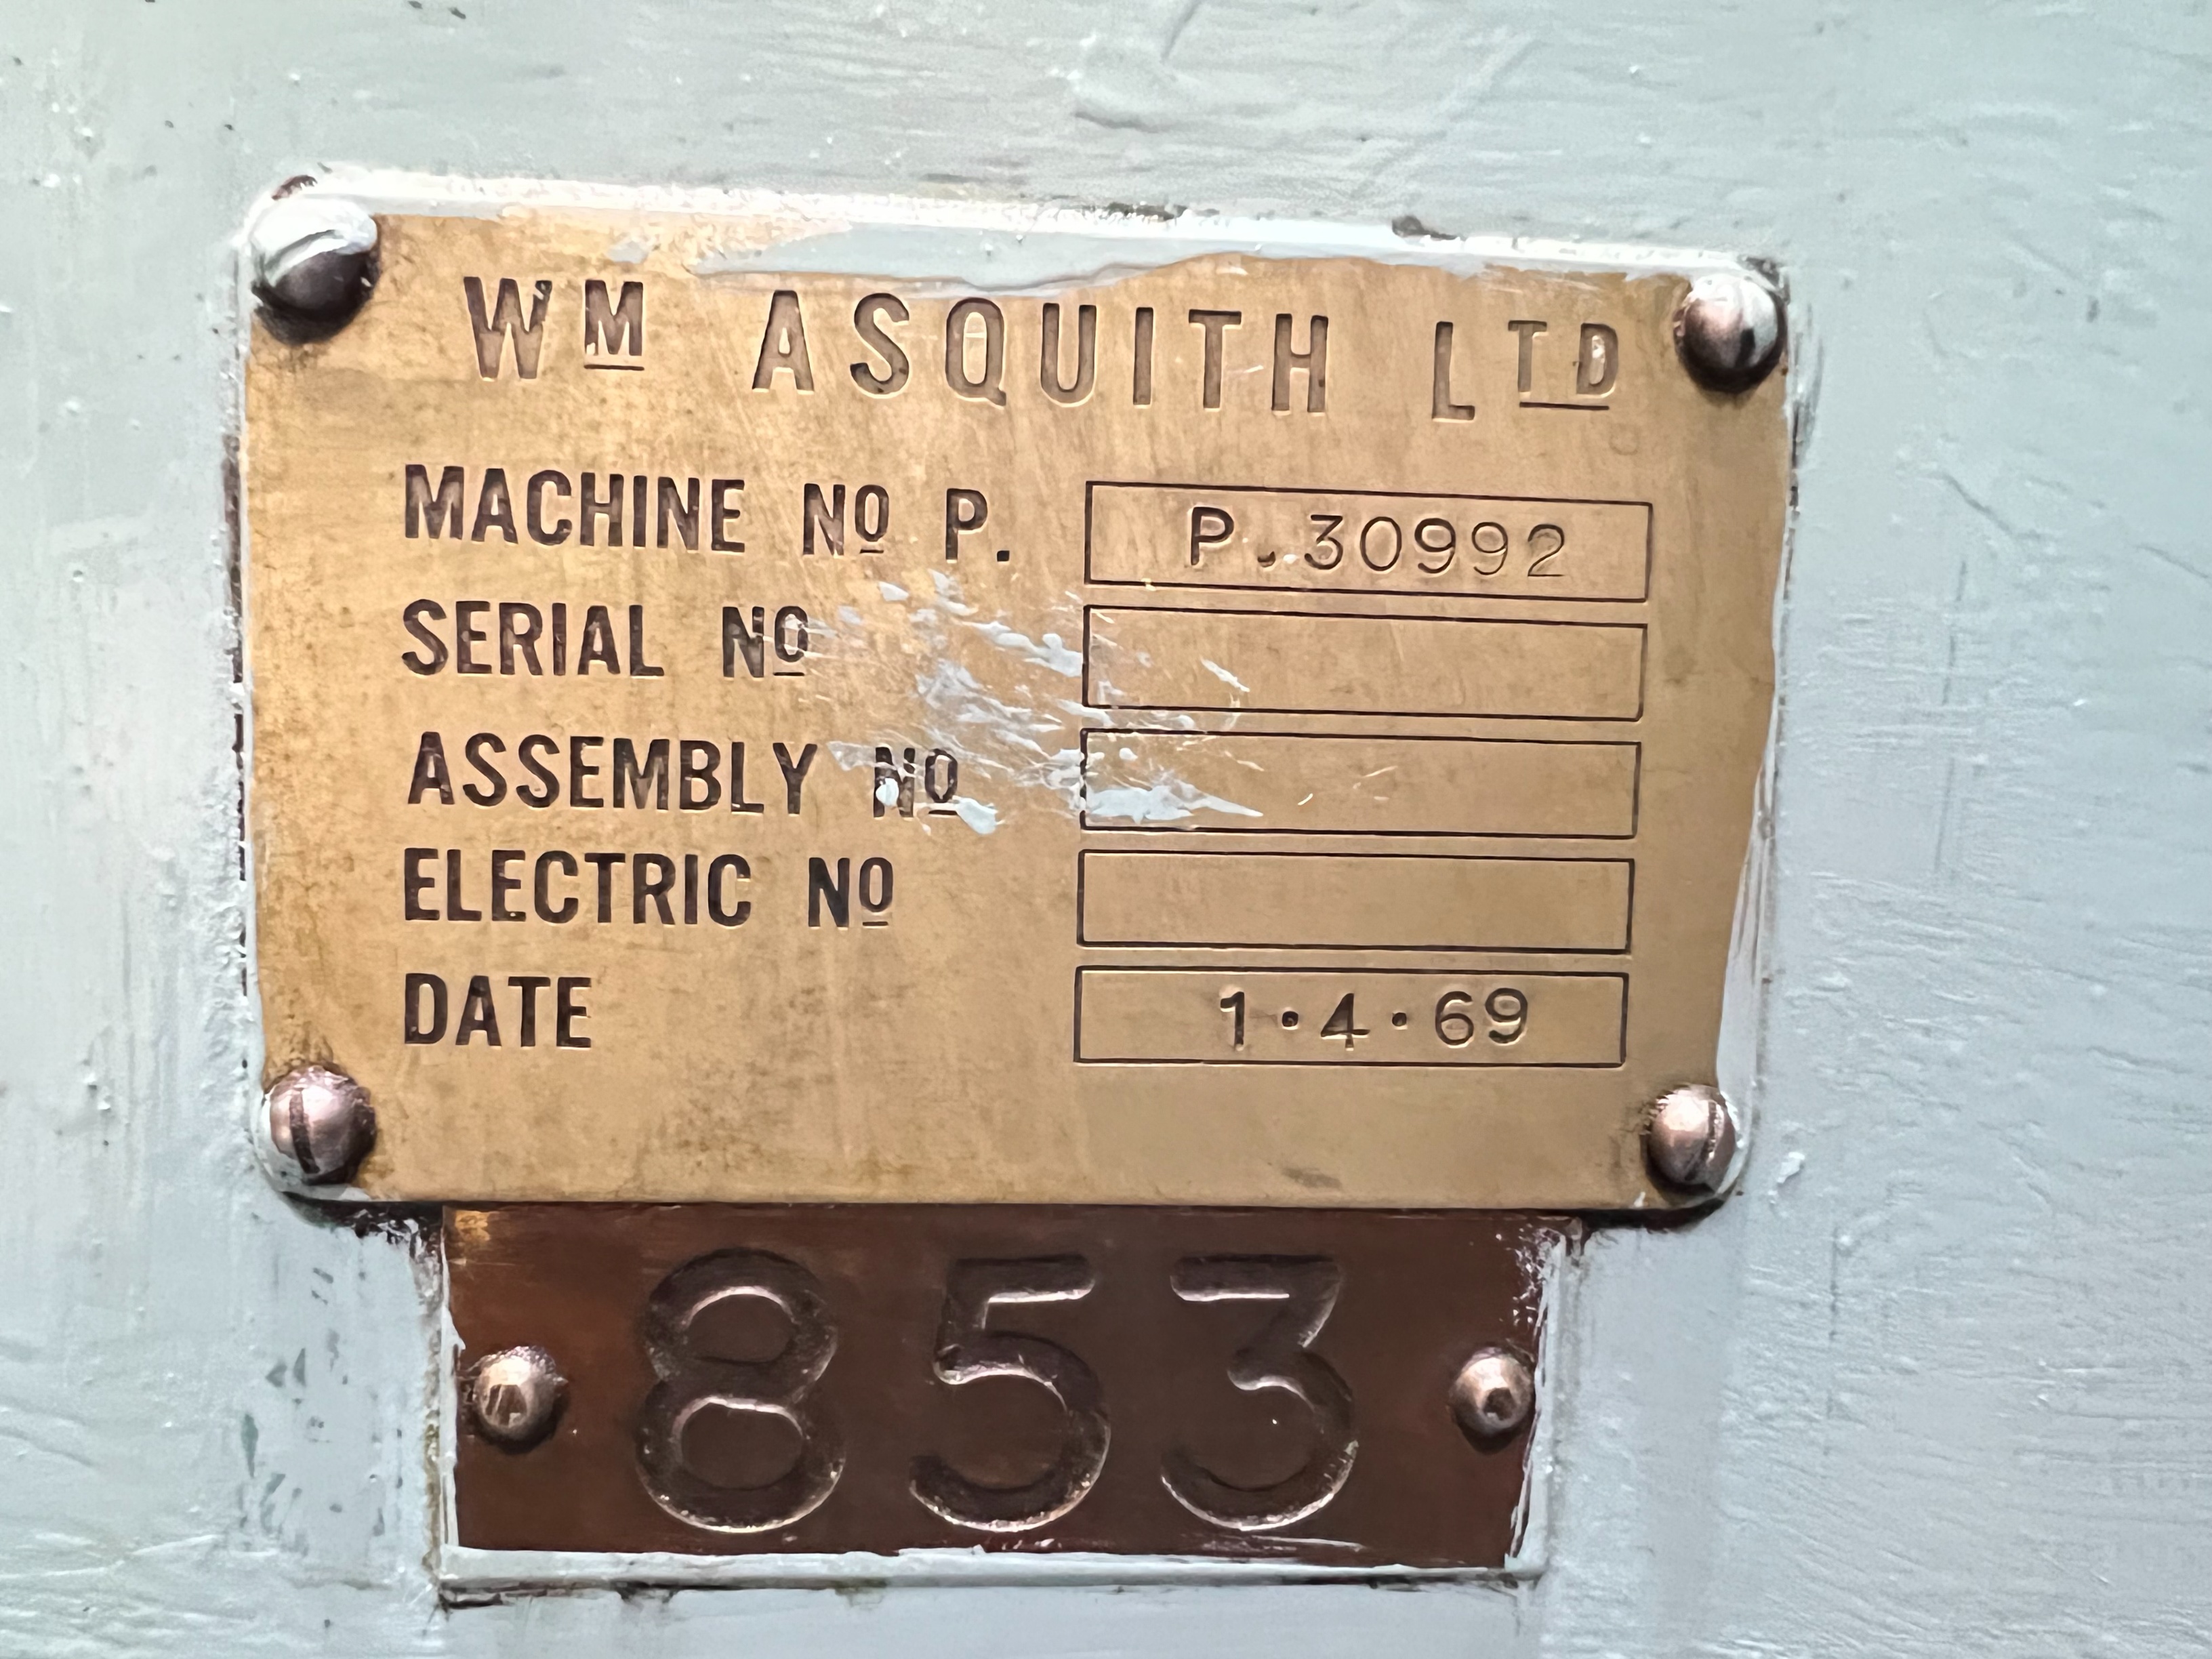 WM ASQUITH LTD
MACHINE Nº P. P.30992
SERIAL Nº
ASSEMBLY Nº
ELECTRIC Nº
DATE 1·4·69
853